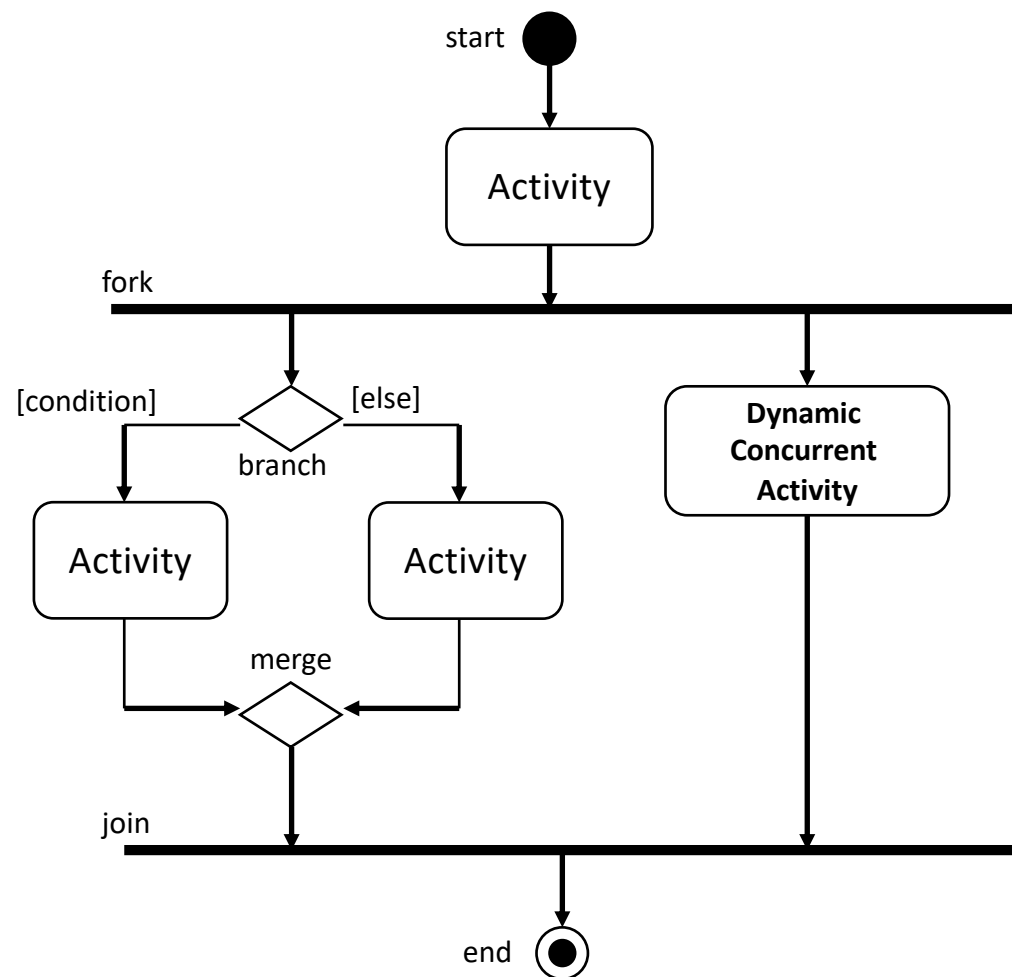 start
Activity
fork
[condition]
[else]
branch
Dynamic
Concurrent
Activity
Activity
Activity
merge
join
end